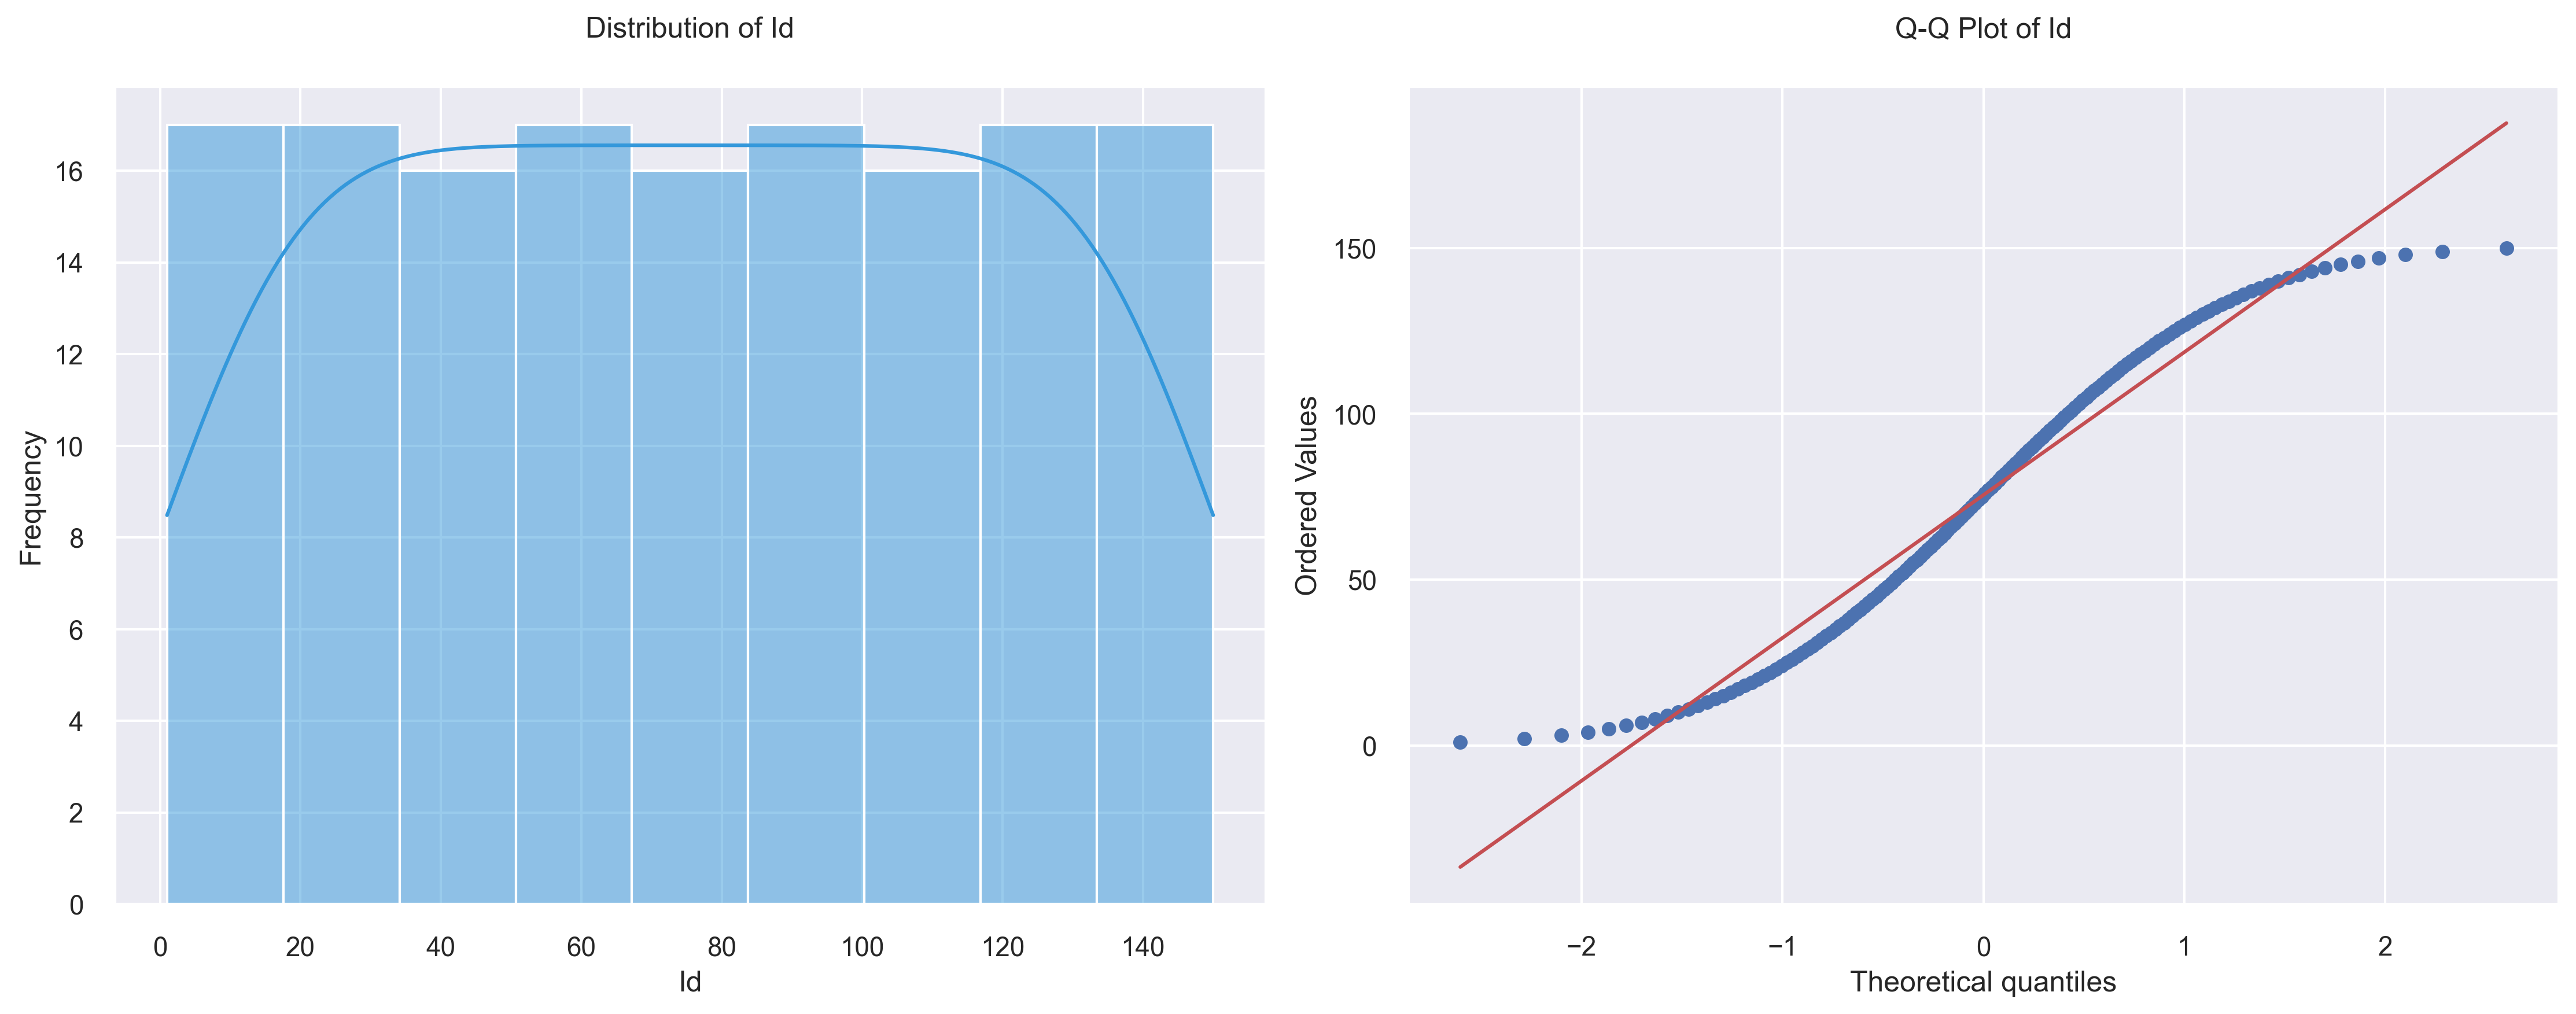 Distribution of Id
Frequency
16
14
12
10
8
6
4
2
0
0 20 40 60 80 100 120 140
Id
Q-Q Plot of Id
Ordered Values
150
100
50
0
−2 −1 0 1 2
Theoretical quantiles